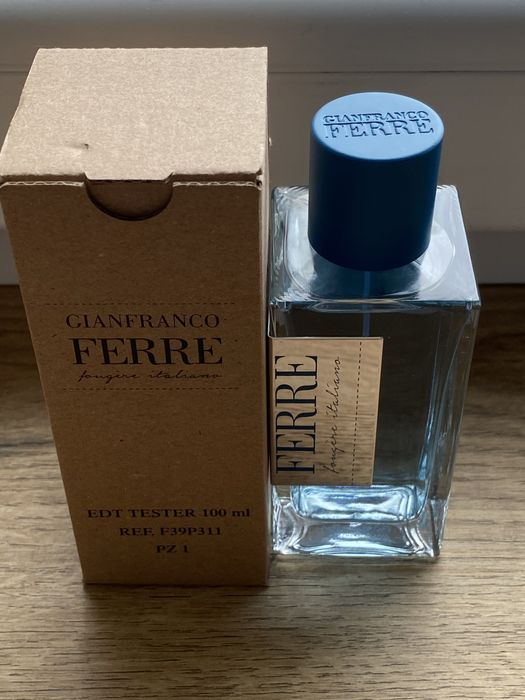 GIANFRANCO
FERRE
fougère italiano
EDT TESTER 100 ml
REF. F39P311
PZ 1
GIANFRANCO
FERRE
FERRE
fougère italiano